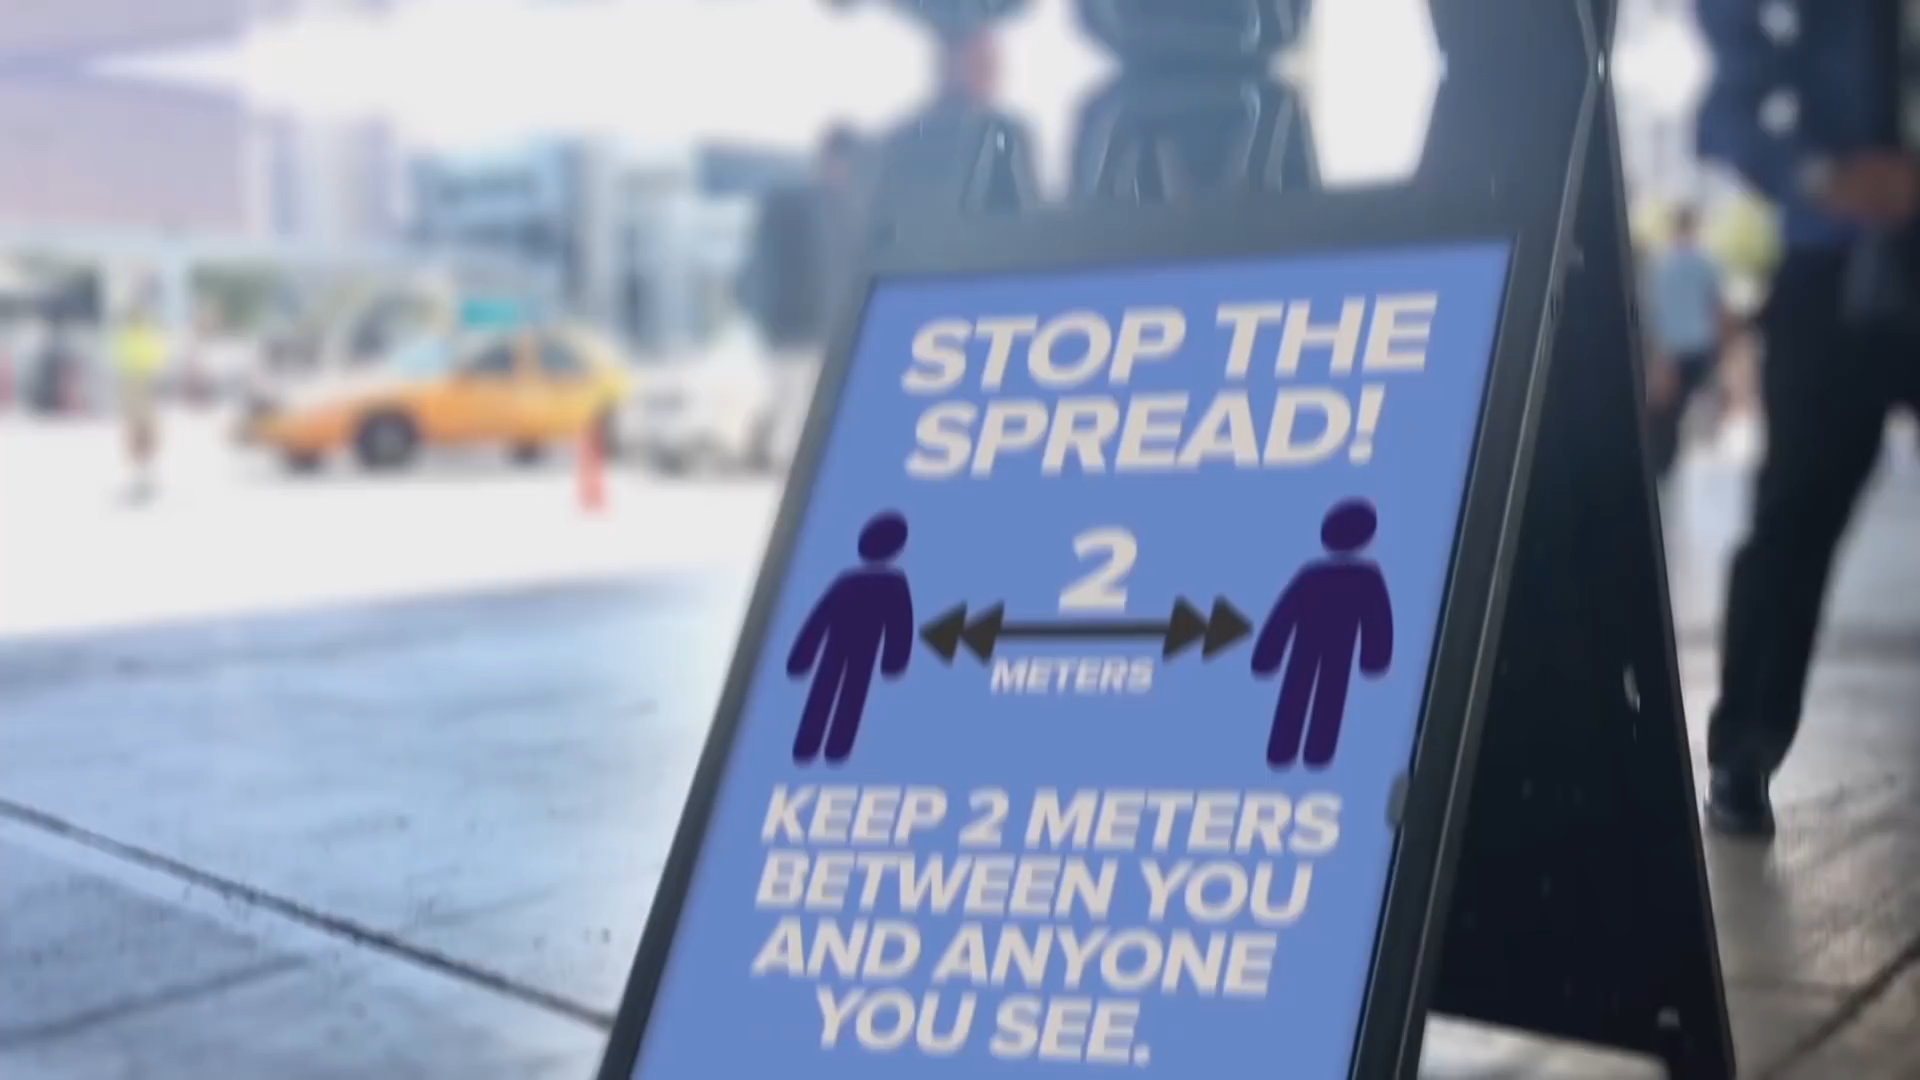 STOP THE
SPREAD!
2
METERS
KEEP 2 METERS
BETWEEN YOU
AND ANYONE
YOU SEE.